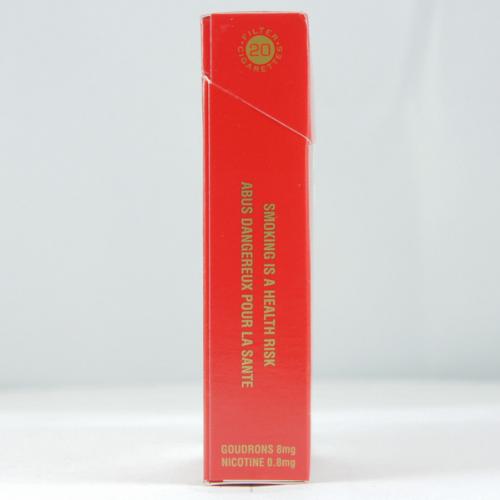 FILTER
20
CIGARETTES
SMOKING IS A HEALTH RISK
ABUS DANGEREUX POUR LA SANTE
GOUDRONS 8mg
NICOTINE 0.8mg